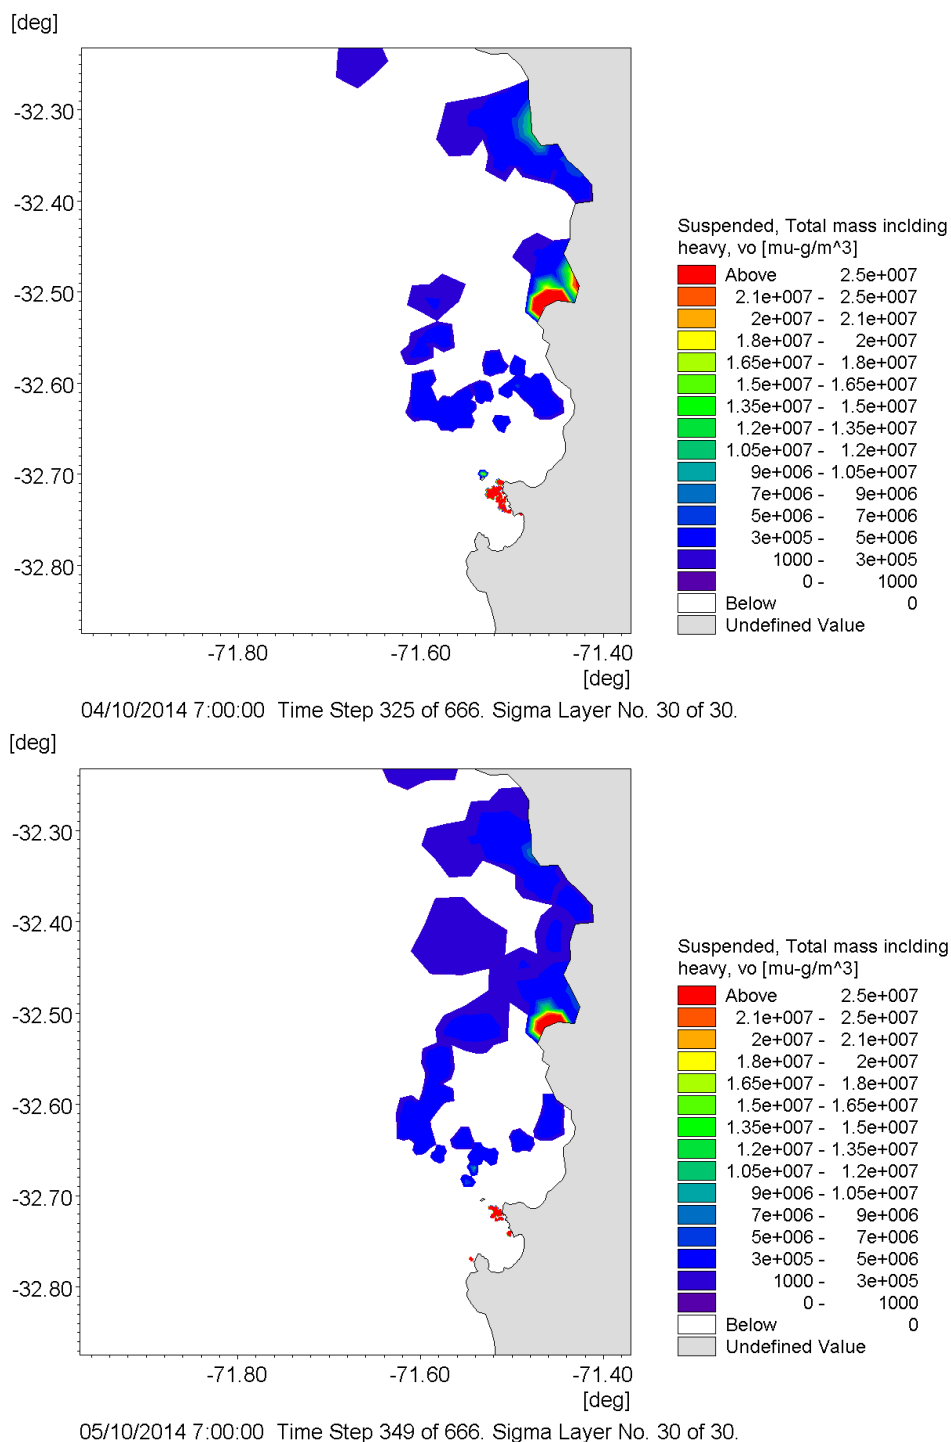 [deg]
-32.30
-32.40
-32.50
-32.60
-32.70
-32.80
-71.80 -71.60 -71.40
[deg]
Suspended, Total mass inclding
heavy, vo [mu-g/m^3]
Above 2.5e+007
2.1e+007 - 2.5e+007
2e+007 - 2.1e+007
1.8e+007 - 2e+007
1.65e+007 - 1.8e+007
1.5e+007 - 1.65e+007
1.35e+007 - 1.5e+007
1.2e+007 - 1.35e+007
1.05e+007 - 1.2e+007
9e+006 - 1.05e+007
7e+006 - 9e+006
5e+006 - 7e+006
3e+005 - 5e+006
1000 - 3e+005
0 - 1000
Below 0
Undefined Value
04/10/2014 7:00:00 Time Step 325 of 666. Sigma Layer No. 30 of 30.
[deg]
-32.30
-32.40
-32.50
-32.60
-32.70
-32.80
-71.80 -71.60 -71.40
[deg]
Suspended, Total mass inclding
heavy, vo [mu-g/m^3]
Above 2.5e+007
2.1e+007 - 2.5e+007
2e+007 - 2.1e+007
1.8e+007 - 2e+007
1.65e+007 - 1.8e+007
1.5e+007 - 1.65e+007
1.35e+007 - 1.5e+007
1.2e+007 - 1.35e+007
1.05e+007 - 1.2e+007
9e+006 - 1.05e+007
7e+006 - 9e+006
5e+006 - 7e+006
3e+005 - 5e+006
1000 - 3e+005
0 - 1000
Below 0
Undefined Value
05/10/2014 7:00:00 Time Step 349 of 666. Sigma Layer No. 30 of 30.